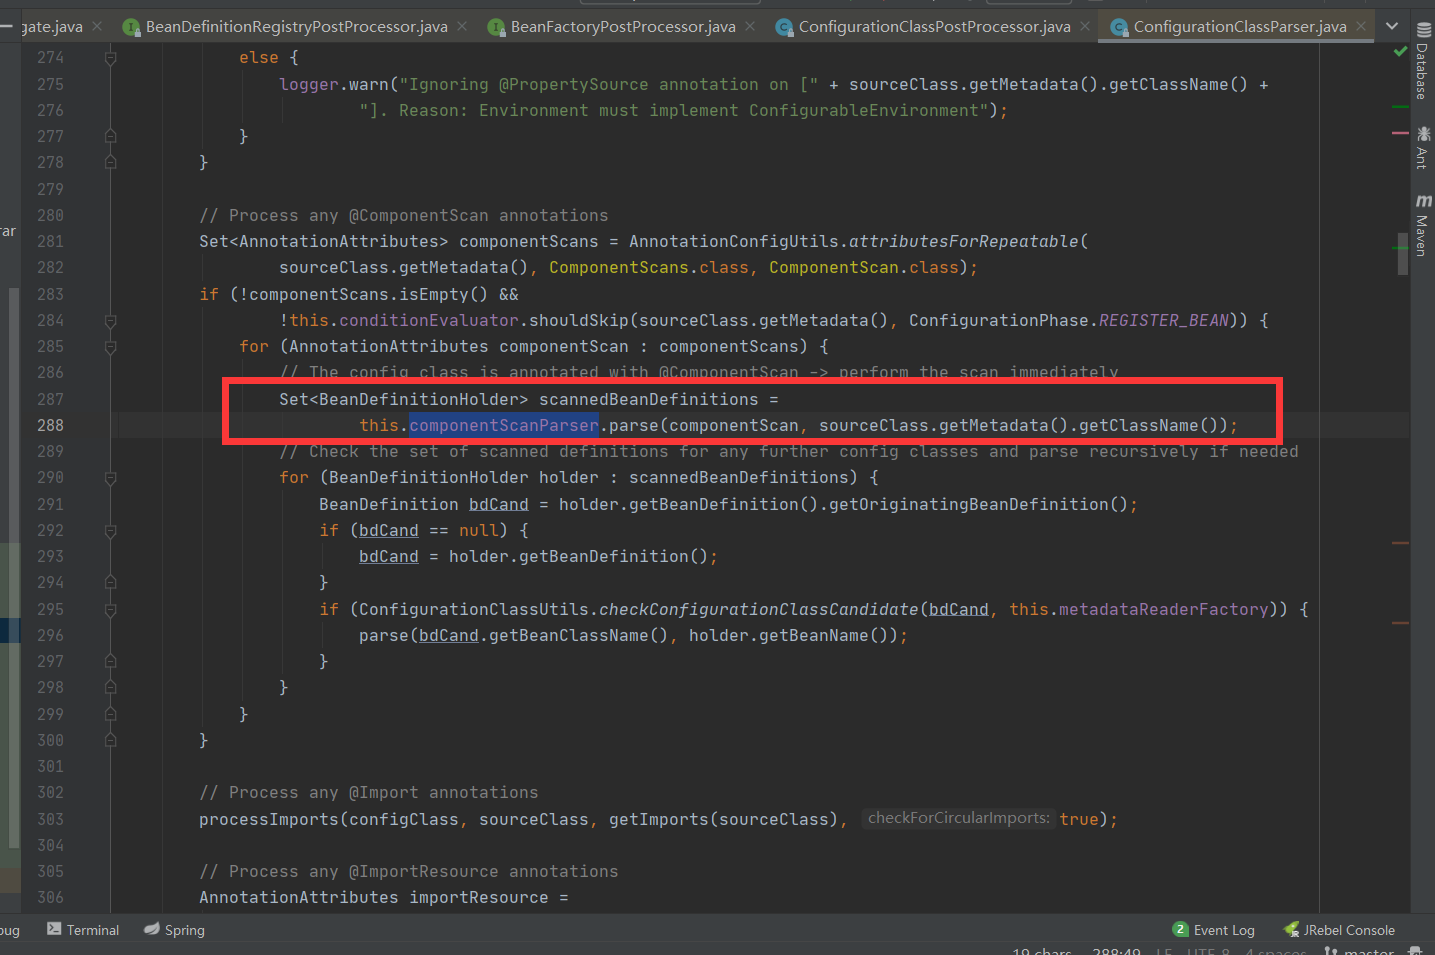 gate.java
BeanDefinitionRegistryPostProcessor.java
BeanFactoryPostProcessor.java
ConfigurationClassPostProcessor.java
ConfigurationClassParser.java
274 else {
275 logger.warn("Ignoring @PropertySource annotation on [" + sourceClass.getMetadata().getClassName() +
276 "]. Reason: Environment must implement ConfigurableEnvironment");
277 }
278 }
279
280 // Process any @ComponentScan annotations
281 Set<AnnotationAttributes> componentScans = AnnotationConfigUtils.attributesForRepeatable(
282 sourceClass.getMetadata(), ComponentScans.class, ComponentScan.class);
283 if (!componentScans.isEmpty() &&
284 !this.conditionEvaluator.shouldSkip(sourceClass.getMetadata(), ConfigurationPhase.REGISTER_BEAN)) {
285 for (AnnotationAttributes componentScan : componentScans) {
286 // The config class is annotated with @ComponentScan -> perform the scan immediately
287 Set<BeanDefinitionHolder> scannedBeanDefinitions =
288 this.componentScanParser.parse(componentScan, sourceClass.getMetadata().getClassName());
289 // Check the set of scanned definitions for any further config classes and parse recursively if needed
290 for (BeanDefinitionHolder holder : scannedBeanDefinitions) {
291 BeanDefinition bdCand = holder.getBeanDefinition().getOriginatingBeanDefinition();
292 if (bdCand == null) {
293 bdCand = holder.getBeanDefinition();
294 }
295 if (ConfigurationClassUtils.checkConfigurationClassCandidate(bdCand, this.metadataReaderFactory)) {
296 parse(bdCand.getBeanClassName(), holder.getBeanName());
297 }
298 }
299 }
300 }
301
302 // Process any @Import annotations
303 processImports(configClass, sourceClass, getImports(sourceClass), checkForCircularImports: true);
304
305 // Process any @ImportResource annotations
306 AnnotationAttributes importResource =
rar
Database
Ant
m
Maven
bug
Terminal
Spring
2 Event Log
JRebel Console
19 chars
288:49
LF
UTF-8
4 spaces
master